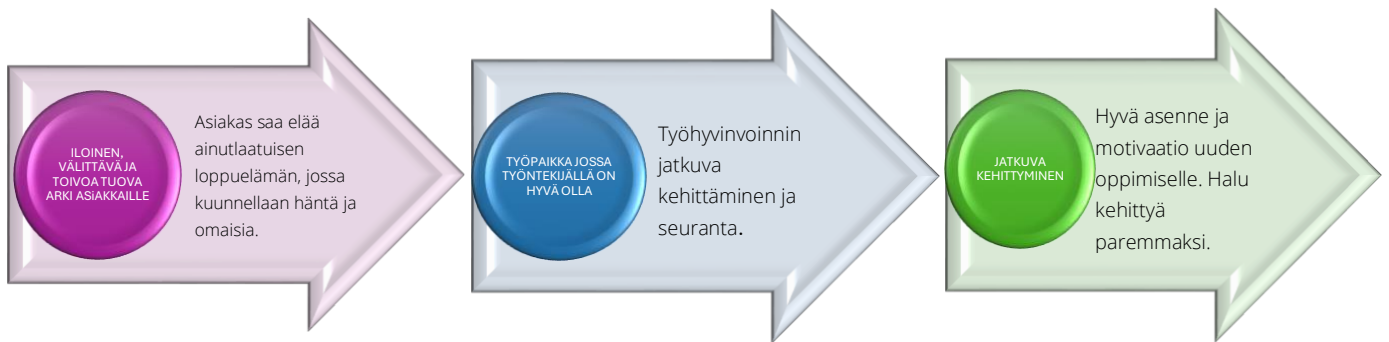 ILOINEN,
VÄLITTÄVÄ JA
TOIVOA TUOVA
ARKI ASiAKKAILLE
Asiakas saa elää
ainutlaatuisen
loppuelämän, jossa
kuunnellaan häntä ja
omaisia.
TYÖPAIKKA JOSSA
TYÖNTEKIJÄLLÄ ON
HYVÄ OLLA
Työhyvinvoinnin
jatkuva
kehittäminen ja
seuranta.
JATKUVA
KEHITTYMINEN
Hyvä asenne ja
motivaatio uuden
oppimiselle. Halu
kehittyä
paremmaksi.